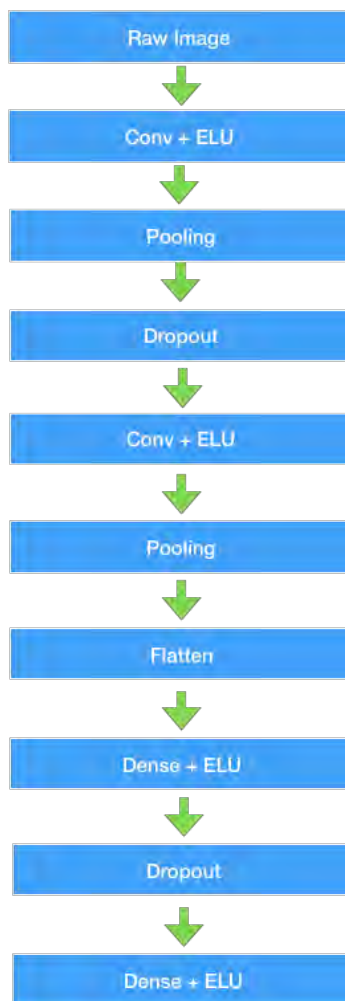 Raw Image
Conv + ELU
Pooling
Dropout
Conv + ELU
Pooling
Flatten
Dense + ELU
Dropout
Dense + ELU